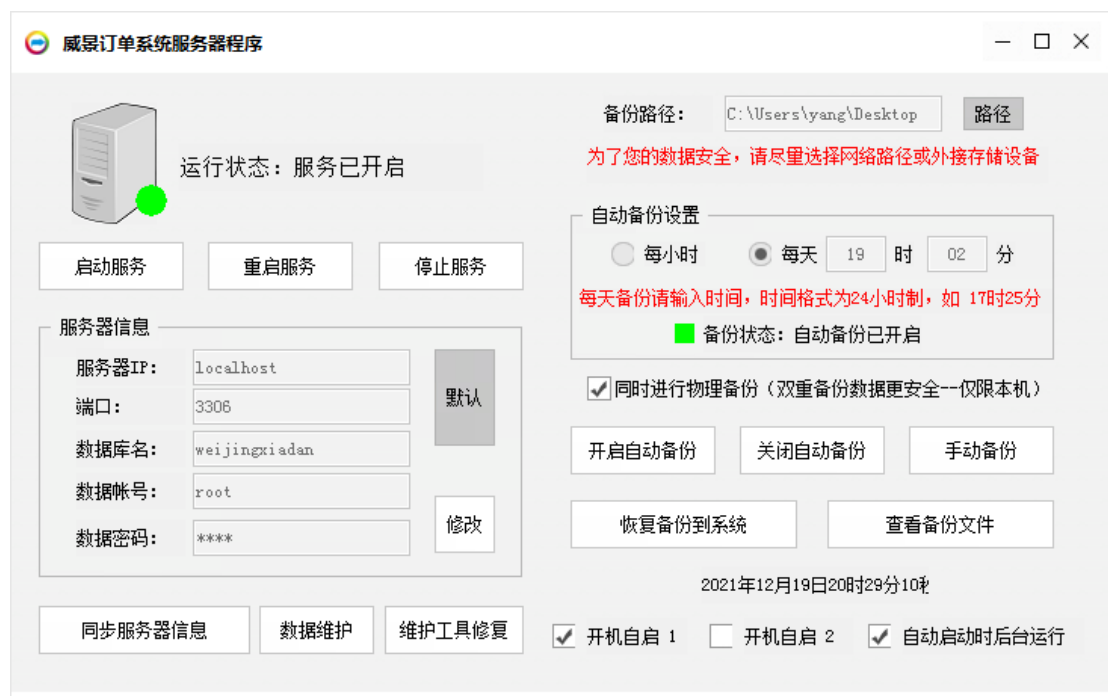 威景订单系统服务器程序
运行状态：服务已开启
启动服务 重启服务 停止服务
服务器信息
服务器IP： localhost
端口： 3306
默认
数据库名： weijingxiadan
数据帐号： root
数据密码： ****
修改
同步服务器信息 数据维护 维护工具修复
备份路径： C:\Users\yang\Desktop 路径
为了您的数据安全，请尽量选择网络路径或外接存储设备
自动备份设置
每小时 每天 19 时 02 分
每天备份请输入时间，时间格式为24小时制，如 17时25分
备份状态：自动备份已开启
同时进行物理备份（双重备份数据更安全--仅限本机）
开启自动备份 关闭自动备份 手动备份
恢复备份到系统 查看备份文件
2021年12月19日20时29分10秒
开机自启 1 开机自启 2 自动启动时后台运行